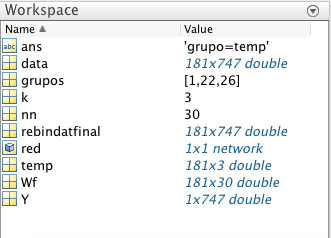 Workspace
Name Value
abc ans 'grupo=temp'
data 181x747 double
grupos [1,22,26]
k 3
nn 30
rebindatfinal 181x747 double
red 1x1 network
temp 181x3 double
Wf 181x30 double
Y 1x747 double